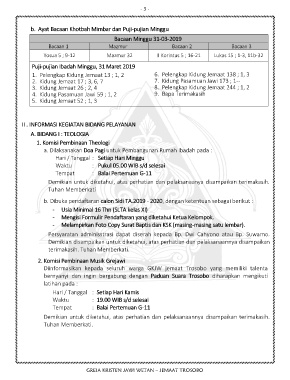 - 3 -
b. Ayat Bacaan Khotbah Mimbar dan Puji-pujian Minggu
Bacaan Minggu 31-03-2019
Bacaan 1 Mazmur Bacaan 2 Bacaan 3
Yosua 5 ; 9-12 Mazmur 32 II Korintus 5 ; 16-21 Lukas 15 ; 1-3, 11b-32
Puji-pujian Ibadah Minggu, 31 Maret 2019
1. Pelengkap Kidung Jemaat 13 ; 1, 2
2. Kidung Jemaat 17 ; 3, 6, 7
3. Kidung Jemaat 26 ; 2, 4
4. Kidung Pasamuan Jawi 59 ; 1, 2
5. Kidung Jemaat 52 ; 1, 3
6. Pelengkap Kidung Jemaat 138 ; 1, 3
7. Kidung Pasamuan Jawi 173 ; 1--
8. Pelengkap Kidung Jemaat 244 ; 1, 2
9. Bapa Terimakasih
II. INFORMASI KEGIATAN BIDANG PELAYANAN
A. BIDANG I : TEOLOGIA
1. Komisi Pembinaan Theologi
a. Dilaksanakan Doa Pagi untuk Pembangunan Rumah Ibadah pada :
Hari / Tanggal : Setiap Hari Minggu
Waktu : Pukul 05.00 WIB s/d selesai
Tempat : Balai Pertemuan G-11
Demikian untuk diketahui, atas perhatian dan pelaksanaannya disampaikan terimakasih.
Tuhan Memberkati
b. Dibuka pendaftaran calon Sidi TA.2019 - 2020, dengan ketentuan sebagai berikut :
- Usia Minimal 16 Thn (SLTA kelas XI)
- Mengisi Formulir Pendaftaran yang diketahui Ketua Kelompok.
- Melampirkan Foto Copy Surat Baptis dan KSK (masing-masing satu lembar).
Persyaratan administrasi dapat diserahkan kepada Bp. Dwi Cahyono atau Bp. Suwarno
Demikian disampaikan untuk diketahui, atas perhatian dan pelaksanaannya disampaikan
terimakasih. Tuhan Memberkati.
2. Komisi Pembinaan Musik Grejawi
Diinformasikan kepada seluruh warga GKJW Jemaat Trosobo yang memiliki talenta
bernyanyi dan ingin bergabung dengan Paduan Suara Trosobo diharapkan mengikuti
latihan pada :
Hari / Tanggal : Setiap Hari Kamis
Waktu : 19.00 WIB s/d selesai
Tempat : Balai Pertemuan G-11
Demikian untuk diketahui, atas perhatian dan pelaksanaannya disampaikan terimakasih.
Tuhan Memberkati.
GREJA KRISTEN JAWI WETAN – JEMAAT TROSOBO